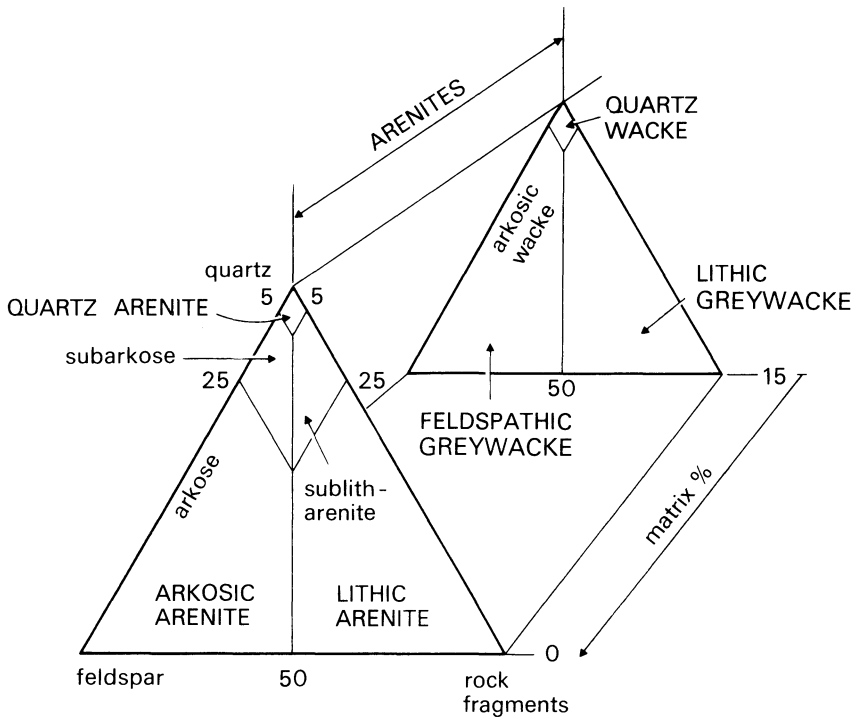 ARENITES
QUARTZ
WACKE
arkosic
wacke
quartz
5 5
LITHIC
GREYWACKE
QUARTZ ARENITE
subarkose
25
25
50
15
FELDSPATHIC
GREYWACKE
arkose
sublith-
arenite
matrix %
ARKOSIC
ARENITE
LITHIC
ARENITE
0
feldspar
50
rock
fragments